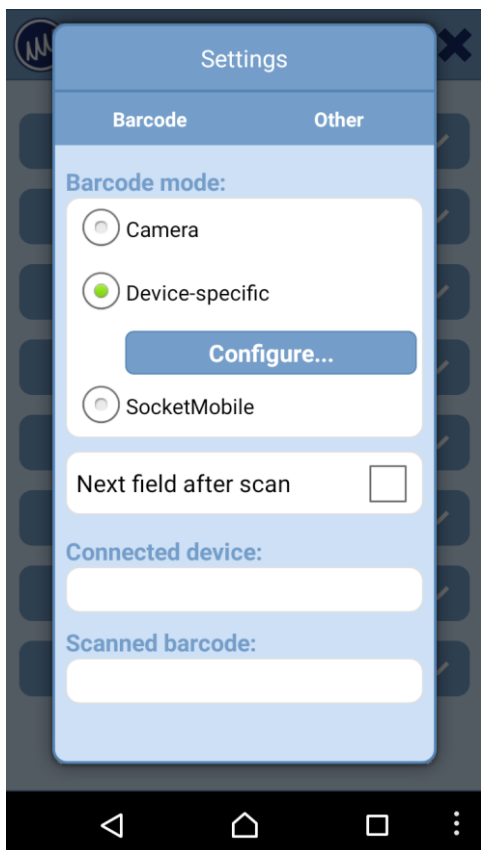 Settings
Barcode Other
Barcode mode:
Camera
Device-specific
Configure...
SocketMobile
Next field after scan
Connected device:
Scanned barcode: